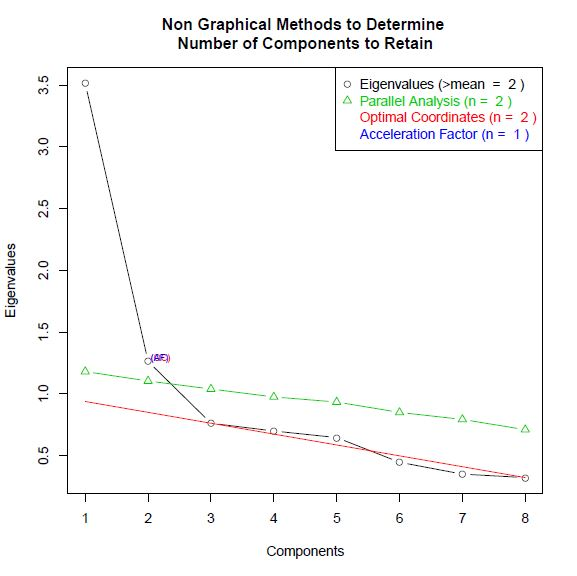 Non Graphical Methods to Determine
Number of Components to Retain
Eigenvalues (>mean = 2 )
Parallel Analysis (n = 2 )
Optimal Coordinates (n = 2 )
Acceleration Factor (n = 1 )
Eigenvalues
3.5
3.0
2.5
2.0
1.5
1.0
0.5
1 2 3 4 5 6 7 8
Components